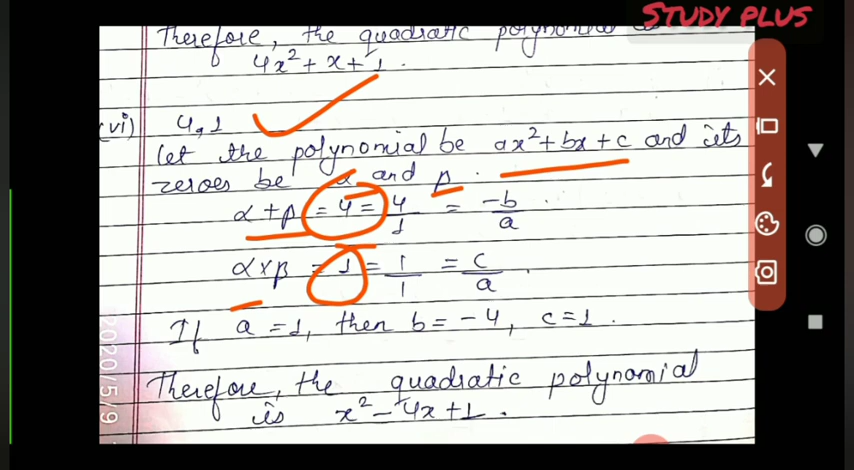 STUDY PLUS
Therefore, the quadratic polynomial is
4x² + x + 1.
(vi) 4, 1
Let the polynomial be ax² + bx + c and its
zeroes be α and β.
α + β = 4 = 4/1 = -b/a.
α × β = 1 = 1/1 = c/a.
If a = 1, then b = -4, c = 1.
Therefore, the quadratic polynomial
is x² - 4x + 1.
2020/5/9